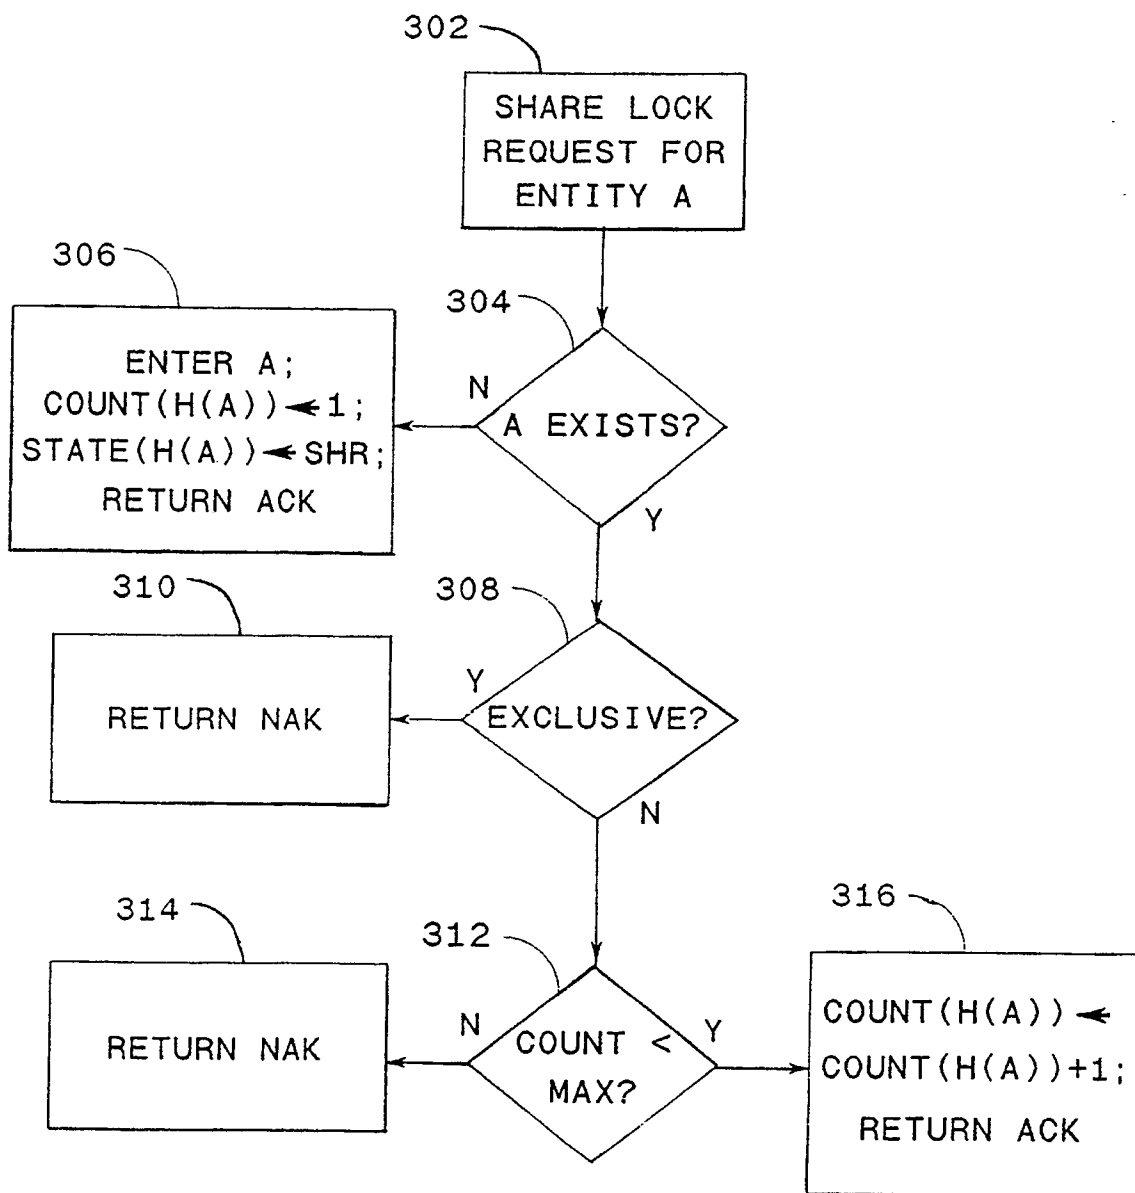 302
SHARE LOCK
REQUEST FOR
ENTITY A
306
304
ENTER A;
COUNT(H(A))←1;
STATE(H(A))←SHR;
RETURN ACK
N
A EXISTS?
Y
310
308
RETURN NAK
Y
EXCLUSIVE?
N
314
312
316
RETURN NAK
N
COUNT <
MAX?
Y
COUNT(H(A))←
COUNT(H(A))+1;
RETURN ACK